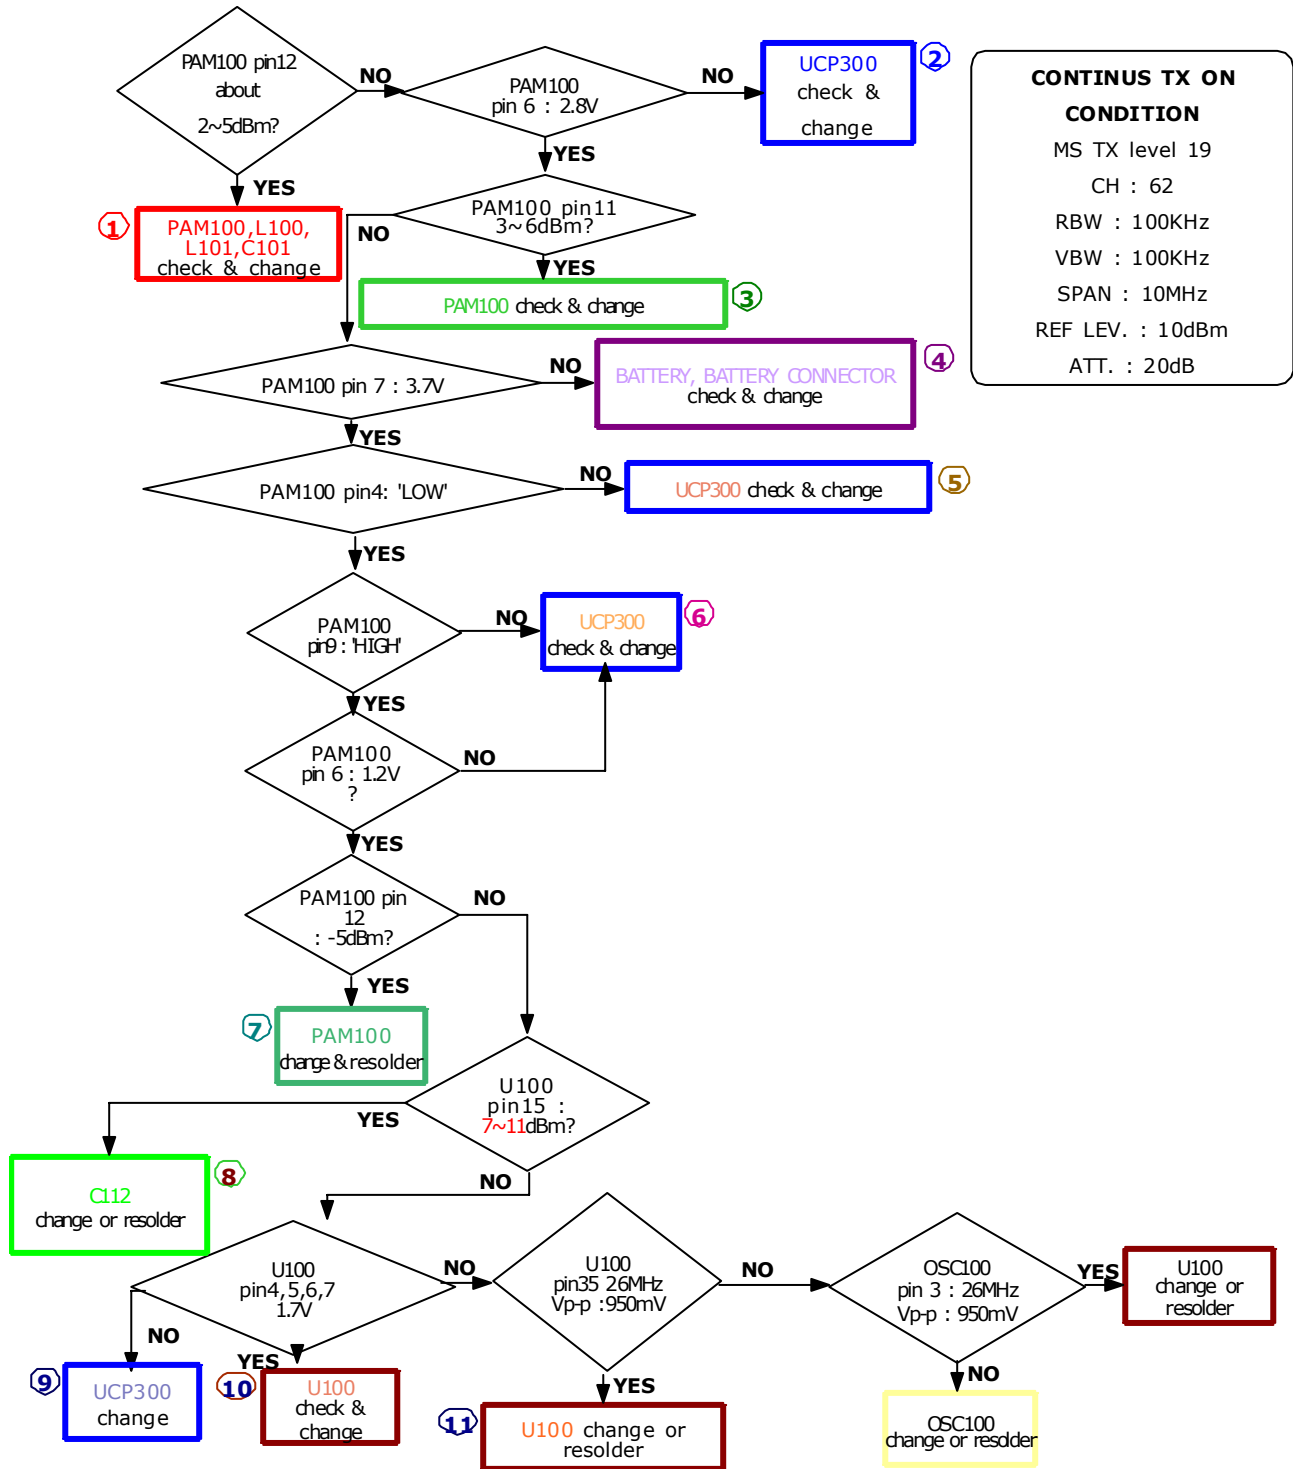 PAM100 pin12
about
2~5dBm?
NO
PAM100
pin 6 : 2.8V
NO
UCP300
check &
change
2
CONTINUS TX ON
CONDITION
MS TX level 19
CH : 62
RBW : 100KHz
VBW : 100KHz
SPAN : 10MHz
REF LEV. : 10dBm
ATT. : 20dB
YES
YES
1
PAM100,L100,
L101,C101
check & change
PAM100 pin11
3~6dBm?
NO
YES
PAM100 check & change
3
PAM100 pin 7 : 3.7V
NO
BATTERY, BATTERY CONNECTOR
check & change
4
YES
PAM100 pin4: 'LOW'
NO
UCP300 check & change
5
YES
PAM100
pin9 : 'HIGH'
NO
UCP300
check & change
6
YES
PAM100
pin 6 : 1.2V
?
NO
YES
PAM100 pin
12
: -5dBm?
NO
YES
7
PAM100
change & resolder
U100
pin15 :
7~11dBm?
YES
NO
8
C112
change or resolder
U100
pin4,5,6,7
1.7V
NO
U100
pin35 26MHz
Vp-p : 950mV
NO
OSC100
pin 3 : 26MHz
Vp-p : 950mV
YES
U100
change or
resolder
NO
YES
YES
NO
9
UCP300
change
10
U100
check &
change
11
U100 change or
resolder
OSC100
change or resolder